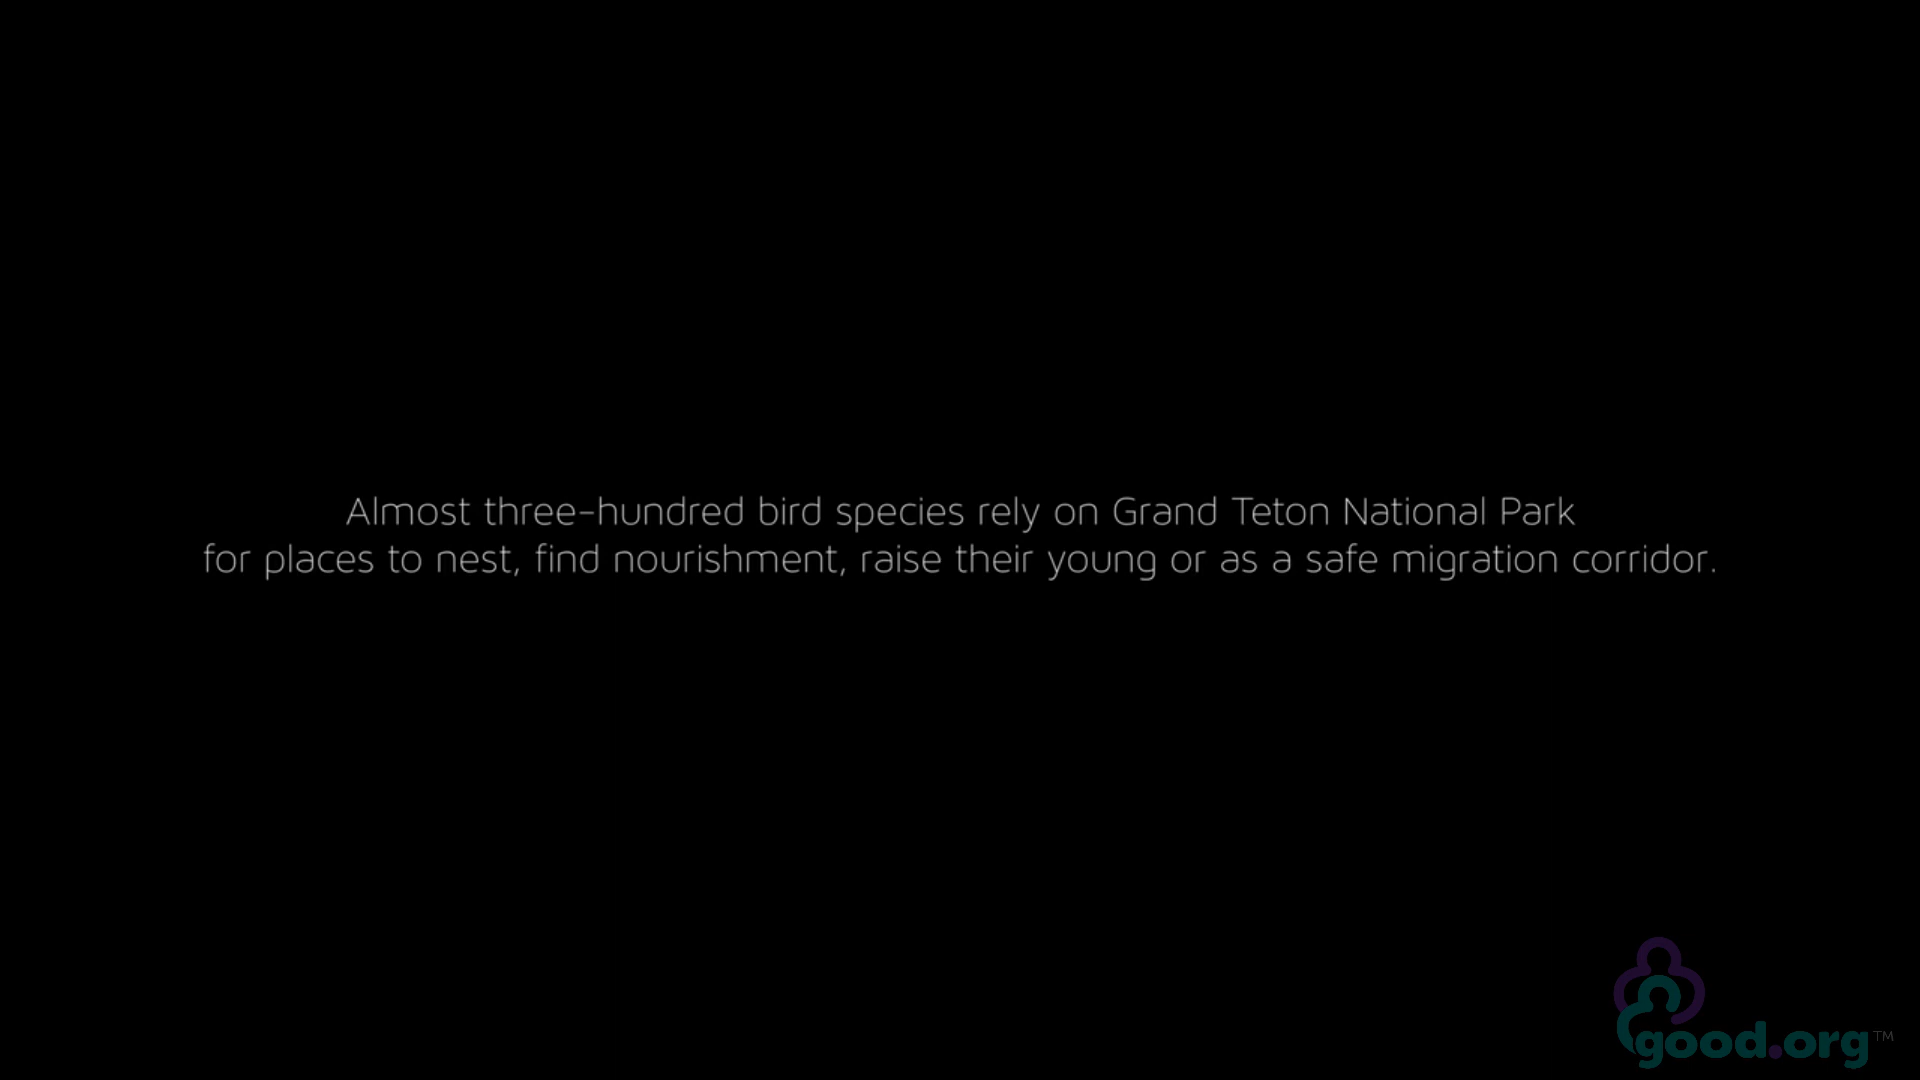 Almost three-hundred bird species rely on Grand Teton National Park
for places to nest, find nourishment, raise their young or as a safe migration corridor.
good.org™